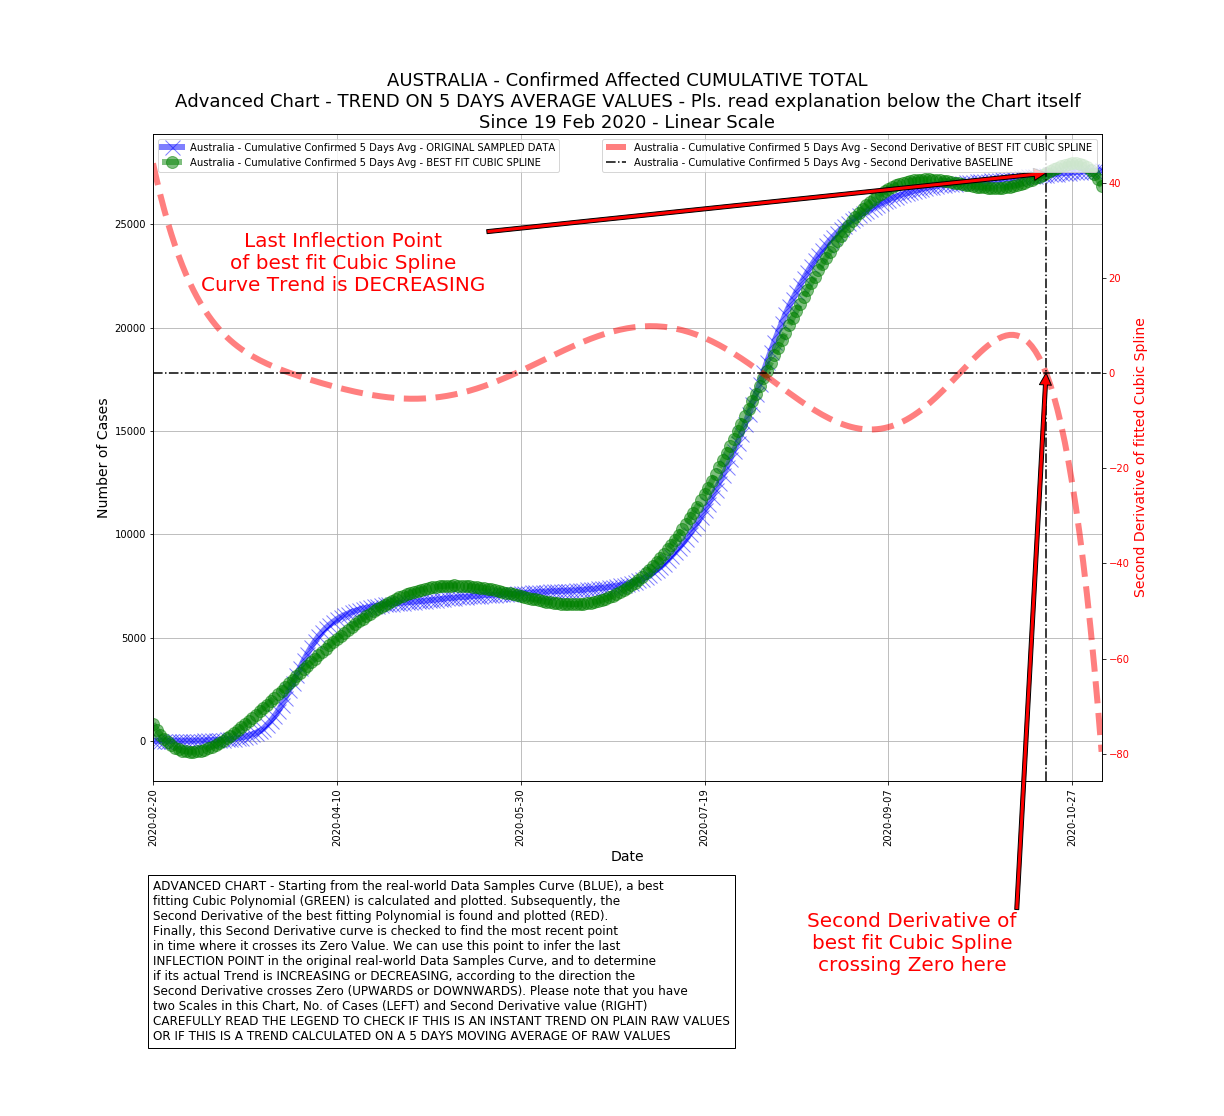 AUSTRALIA - Confirmed Affected CUMULATIVE TOTAL
Advanced Chart - TREND ON 5 DAYS AVERAGE VALUES - Pls. read explanation below the Chart itself
Since 19 Feb 2020 - Linear Scale
Australia - Cumulative Confirmed 5 Days Avg - ORIGINAL SAMPLED DATA
Australia - Cumulative Confirmed 5 Days Avg - BEST FIT CUBIC SPLINE
Australia - Cumulative Confirmed 5 Days Avg - Second Derivative of BEST FIT CUBIC SPLINE
Australia - Cumulative Confirmed 5 Days Avg - Second Derivative BASELINE
Last Inflection Point
of best fit Cubic Spline
Curve Trend is DECREASING
Number of Cases
25000
20000
15000
10000
5000
0
40
20
0
−20
−40
−60
−80
Second Derivative of fitted Cubic Spline
2020-02-20
2020-04-10
2020-05-30
2020-07-19
2020-09-07
2020-10-27
Date
ADVANCED CHART - Starting from the real-world Data Samples Curve (BLUE), a best
fitting Cubic Polynomial (GREEN) is calculated and plotted. Subsequently, the
Second Derivative of the best fitting Polynomial is found and plotted (RED).
Finally, this Second Derivative curve is checked to find the most recent point
in time where it crosses its Zero Value. We can use this point to infer the last
INFLECTION POINT in the original real-world Data Samples Curve, and to determine
if its actual Trend is INCREASING or DECREASING, according to the direction the
Second Derivative crosses Zero (UPWARDS or DOWNWARDS). Please note that you have
two Scales in this Chart, No. of Cases (LEFT) and Second Derivative value (RIGHT)
CAREFULLY READ THE LEGEND TO CHECK IF THIS IS AN INSTANT TREND ON PLAIN RAW VALUES
OR IF THIS IS A TREND CALCULATED ON A 5 DAYS MOVING AVERAGE OF RAW VALUES
Second Derivative of
best fit Cubic Spline
crossing Zero here